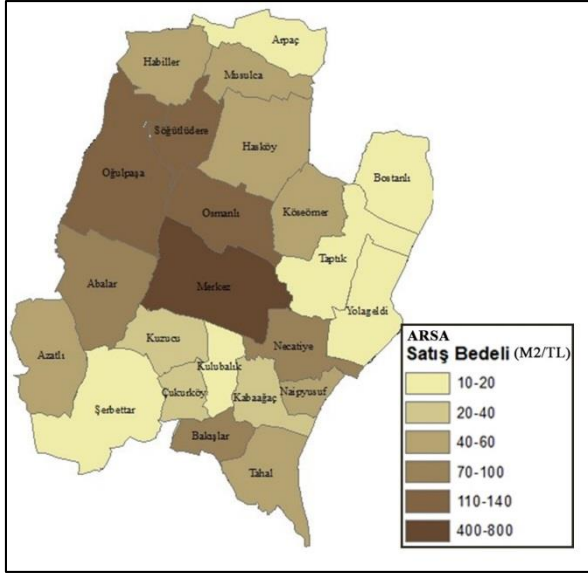 Arpaç
Habiller
Musulca
Söğütlüdere
Hasköy
Oğulpaşa
Bostanlı
Osmanlı
Köseömer
Taptık
Abalar
Merkez
Yolageldi
Kuzucu
Necatiye
Azatlı
Kulubalık
Şerbettar
Çukurköy
Kabaağaç
Naipyusuf
Bakışlar
Tahal
ARSA
Satış Bedeli (M2/TL)
10-20
20-40
40-60
70-100
110-140
400-800